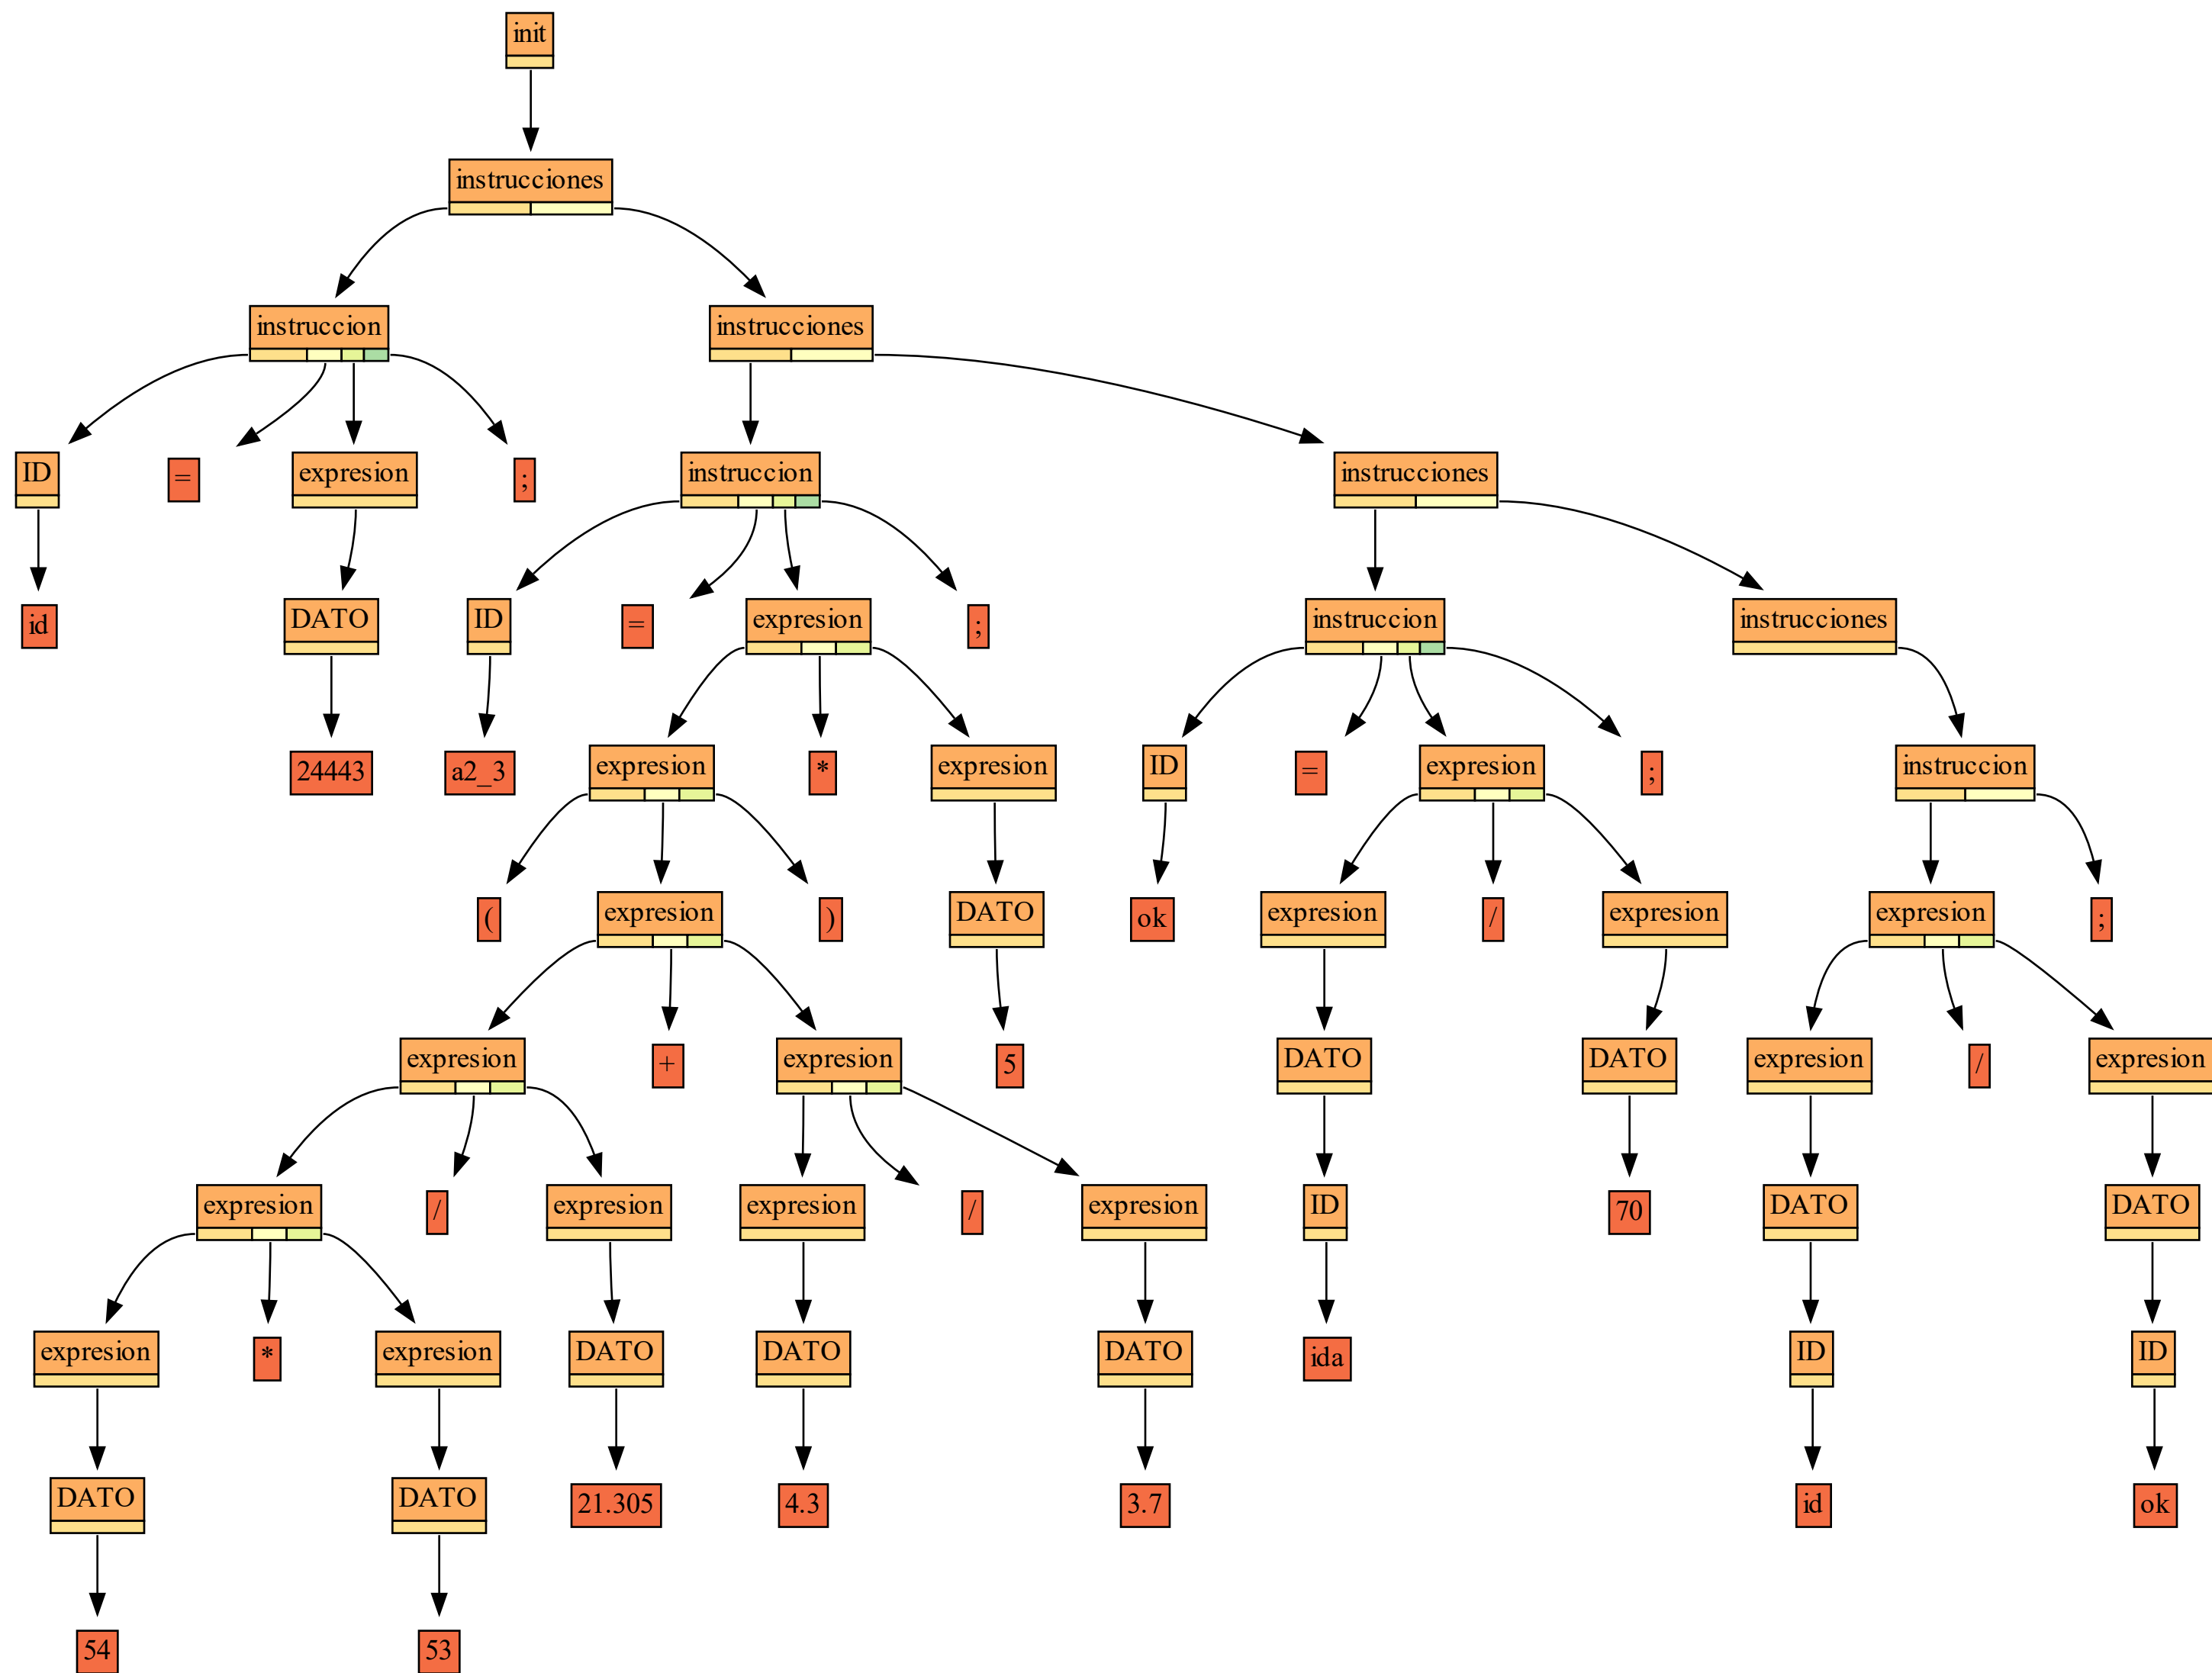 init
instrucciones
instruccion instrucciones
ID = expresion ; instruccion instrucciones
id DATO ID = expresion ; instruccion instrucciones
24443 a2_3 expresion * expresion ID = expresion ; instruccion
( expresion ) DATO ok expresion / expresion expresion ;
expresion + expresion 5 DATO DATO expresion / expresion
expresion / expresion expresion / expresion ID 70 DATO DATO
expresion * expresion DATO DATO DATO ida ID ID
DATO DATO 21.305 4.3 3.7 id ok
54 53